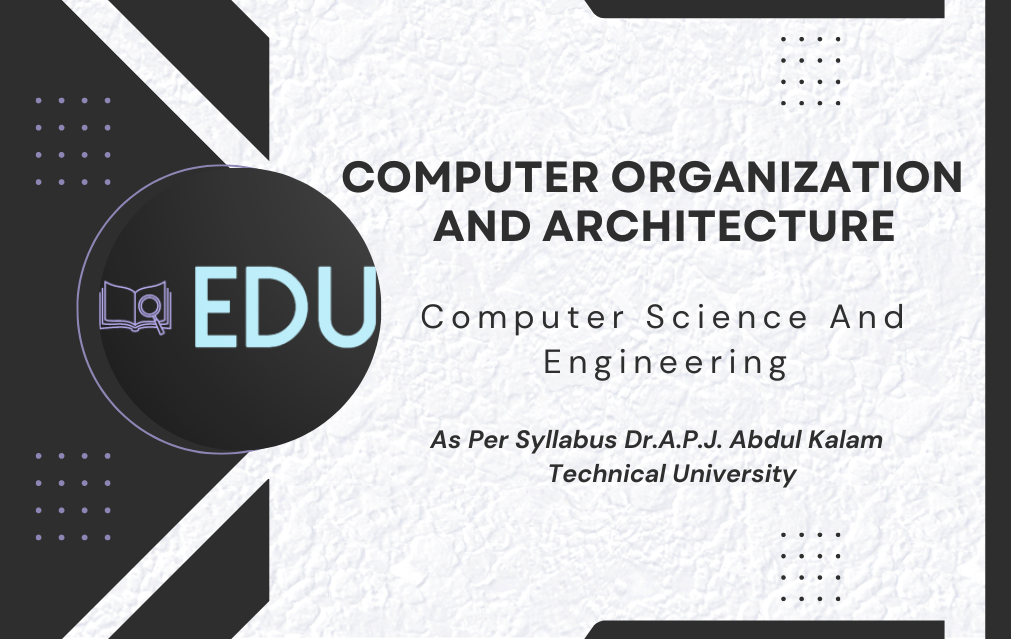 EDU
COMPUTER ORGANIZATION
AND ARCHITECTURE
Computer Science And
Engineering
As Per Syllabus Dr.A.P.J. Abdul Kalam
Technical University